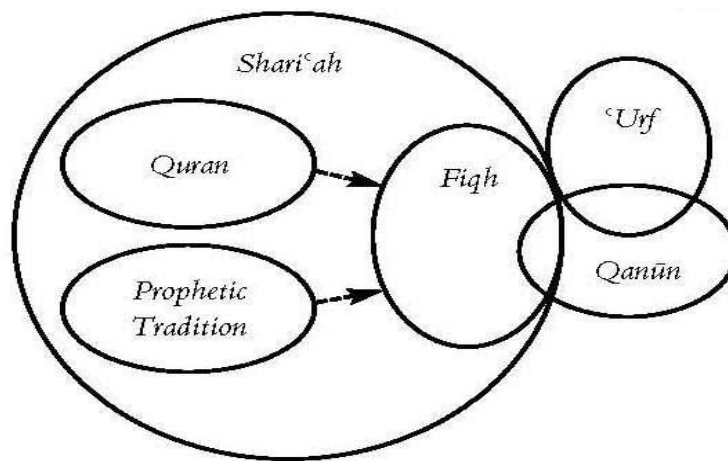 Shariʿah
ʿUrf
Quran
Fiqh
Prophetic
Tradition
Qanūn